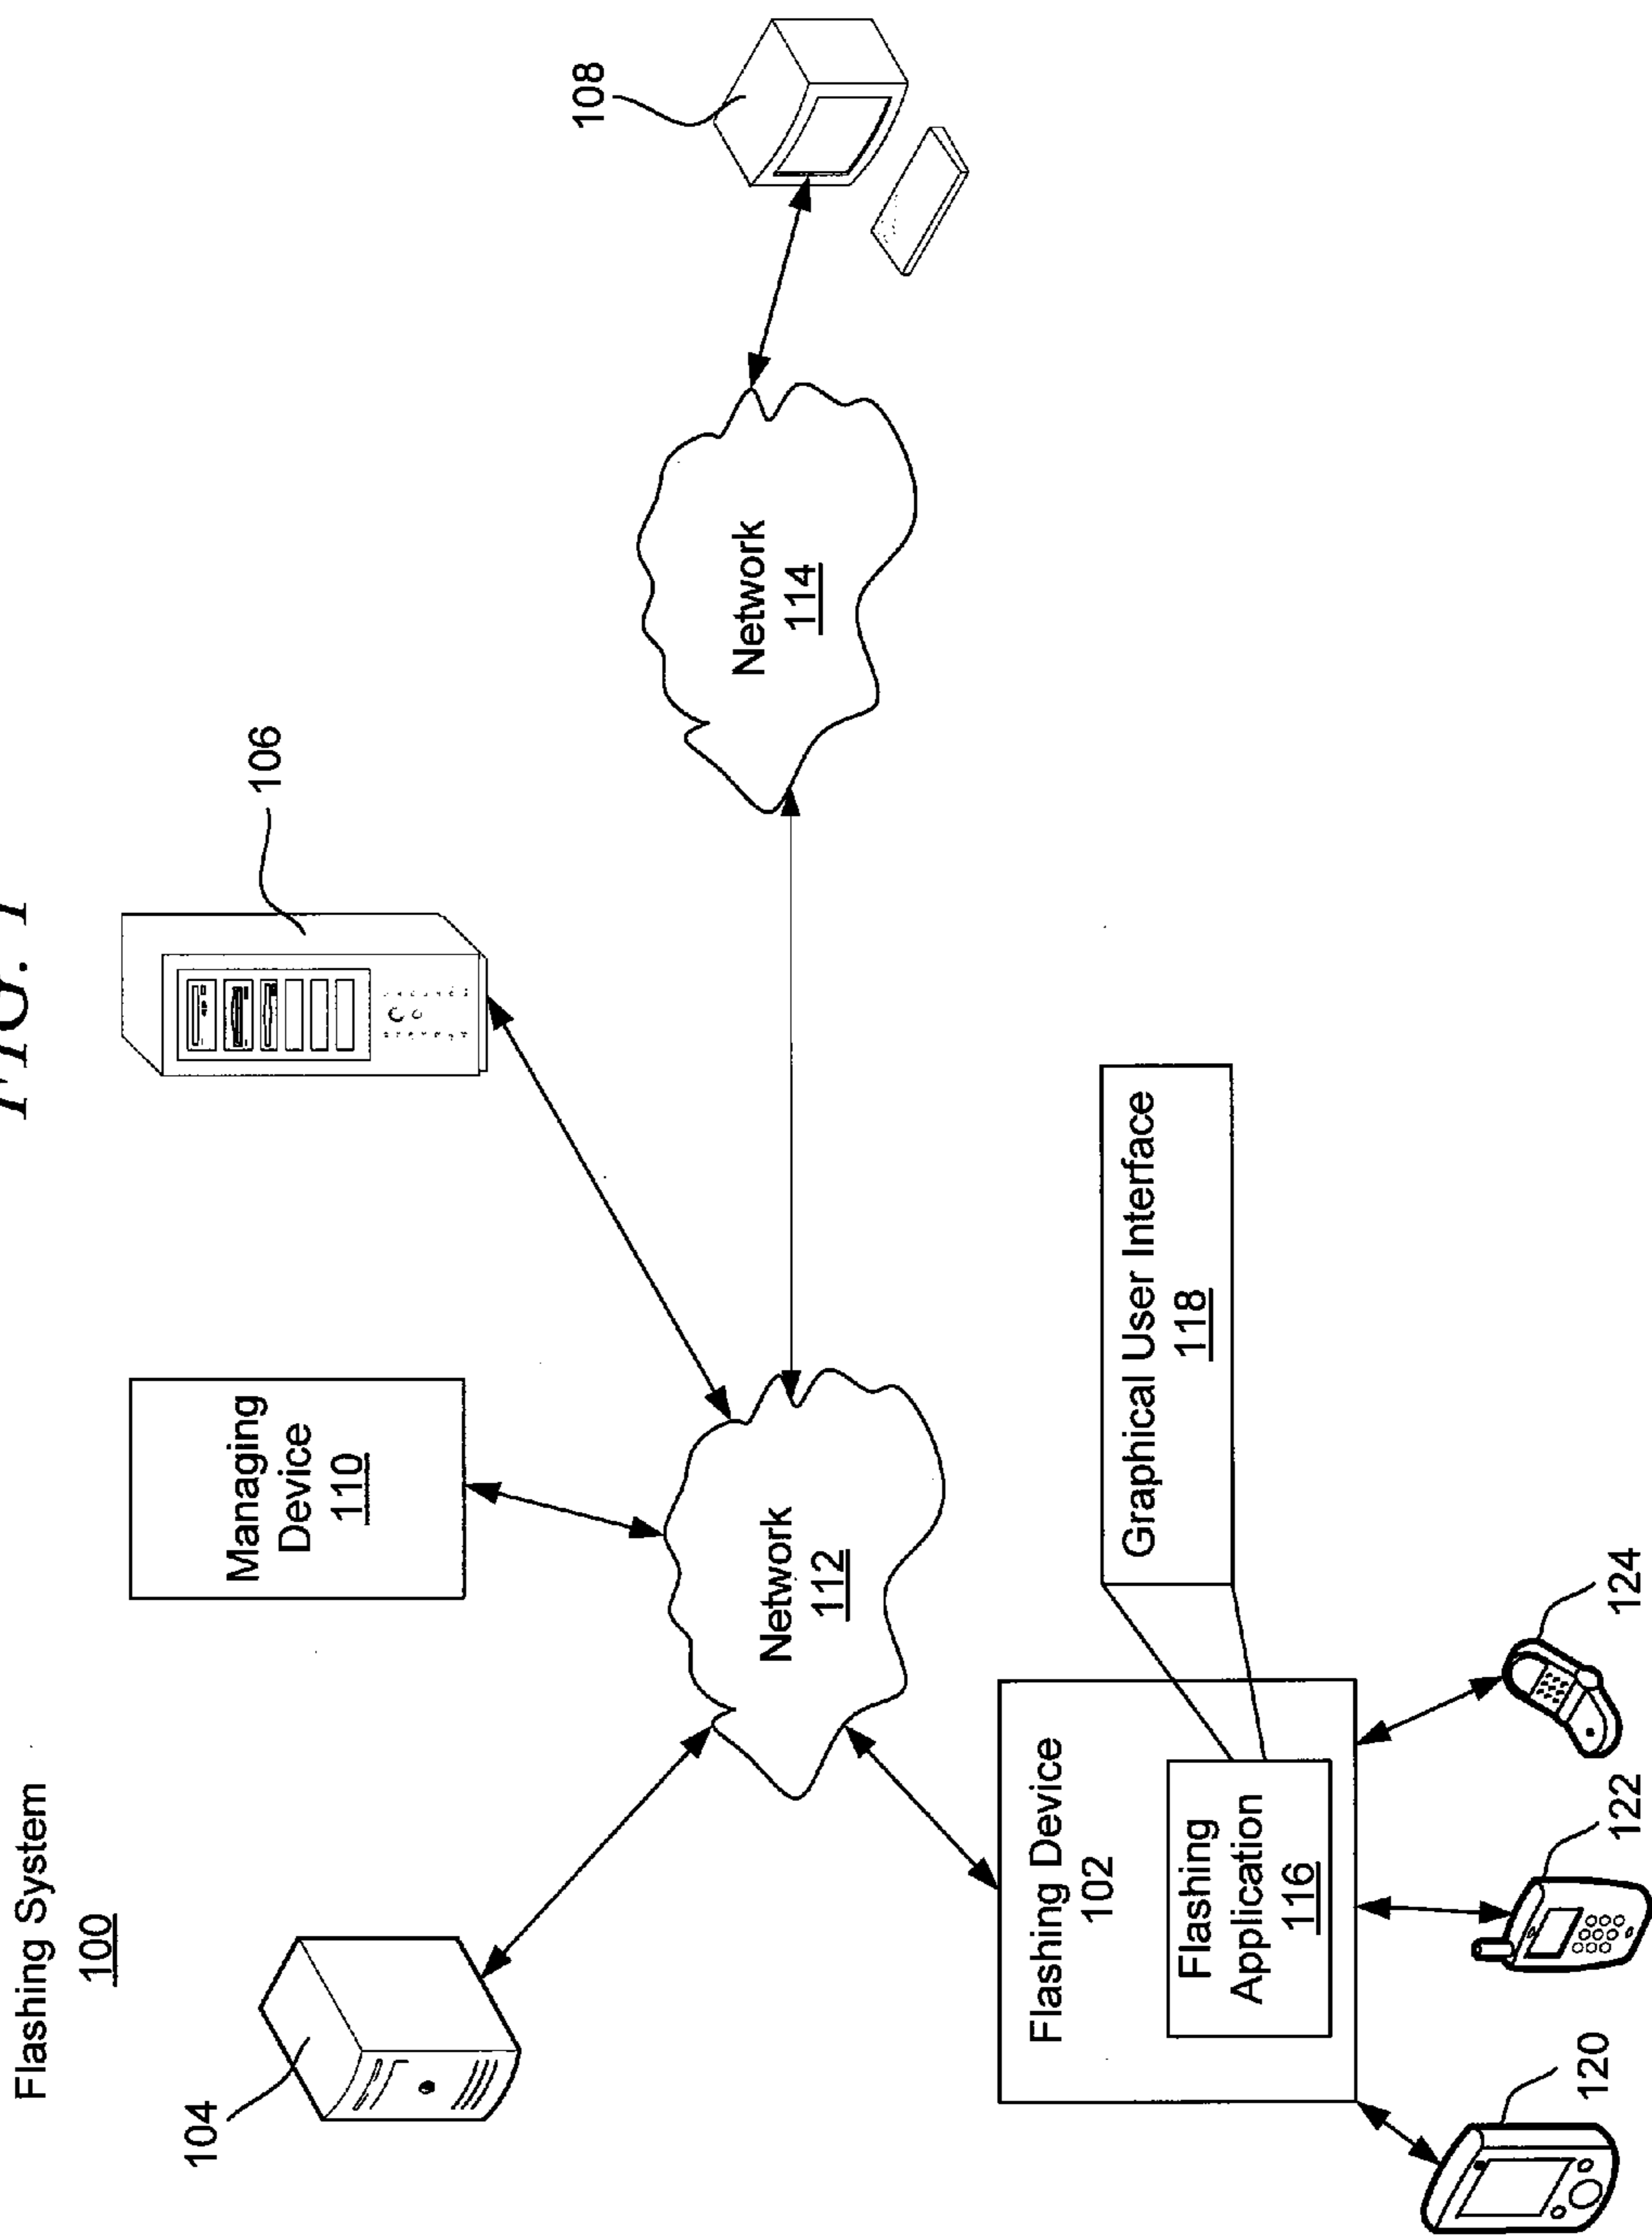 FIG. 1
Flashing System
100
104
Managing
Device
110
106
108
Network
112
Network
114
Flashing Device
102
Flashing
Application
116
Graphical User Interface
118
120
122
124